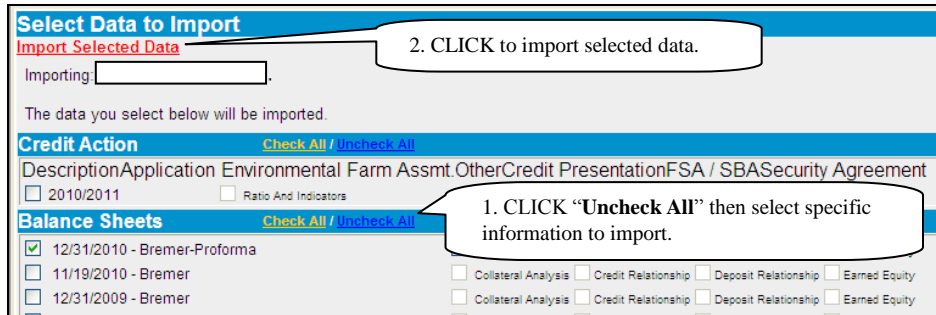 Select Data to Import
Import Selected Data
2. CLICK to import selected data.
Importing: .
The data you select below will be imported.
Credit Action Check All / Uncheck All
DescriptionApplication Environmental Farm Assmt.OtherCredit PresentationFSA / SBASecurity Agreement
2010/2011 Ratio And Indicators
Balance Sheets Check All / Uncheck All
1. CLICK “Uncheck All” then select specific
information to import.
12/31/2010 - Bremer-Proforma
11/19/2010 - Bremer Collateral Analysis Credit Relationship Deposit Relationship Earned Equity
12/31/2009 - Bremer Collateral Analysis Credit Relationship Deposit Relationship Earned Equity